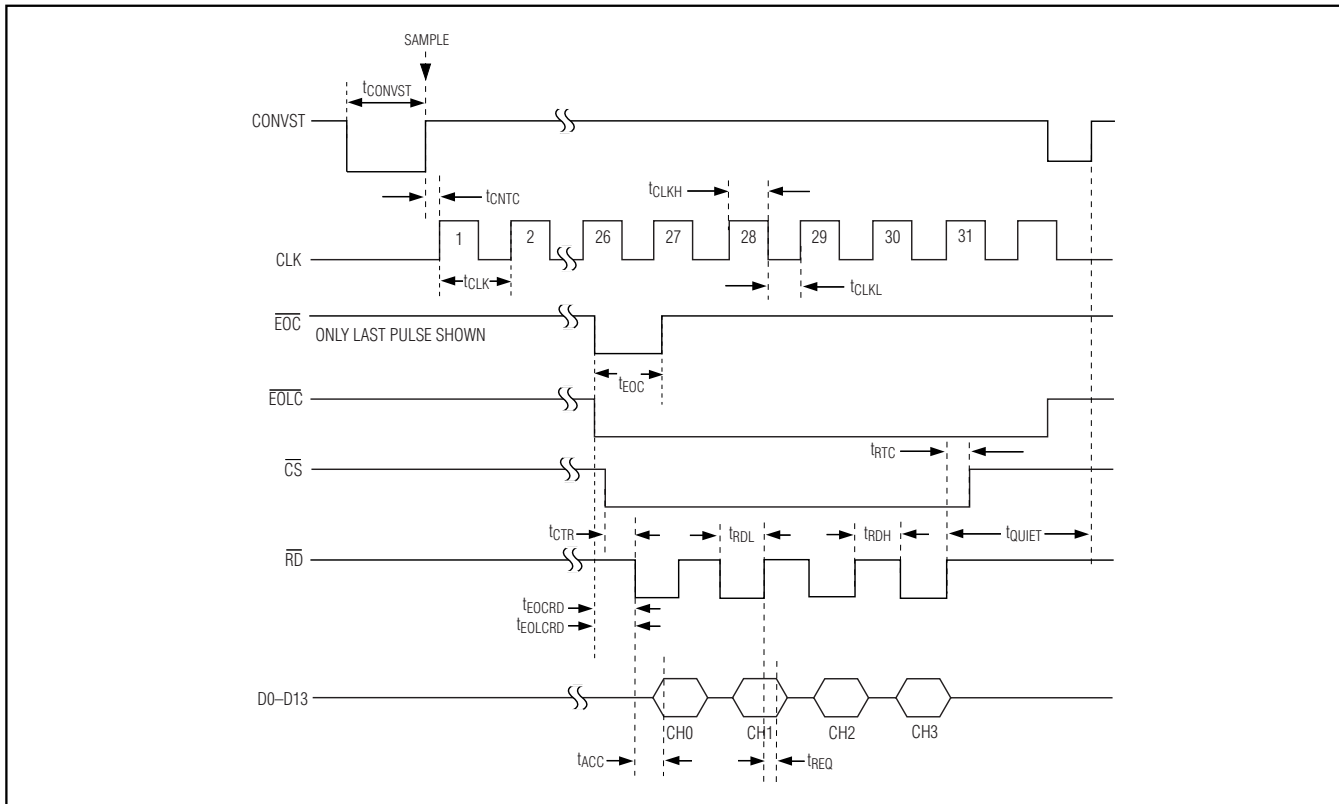 SAMPLE
tCONVST
CONVST
tCNTC
tCLKH
1 2 26 27 28 29 30 31
CLK
tCLK
tCLKL
EOC
ONLY LAST PULSE SHOWN
tEOC
EOLC
tRTC
CS
tCTR
tRDL
tRDH
tQUIET
RD
tEOCRD
tEOLCRD
D0–D13
CH0 CH1 CH2 CH3
tACC
tREQ